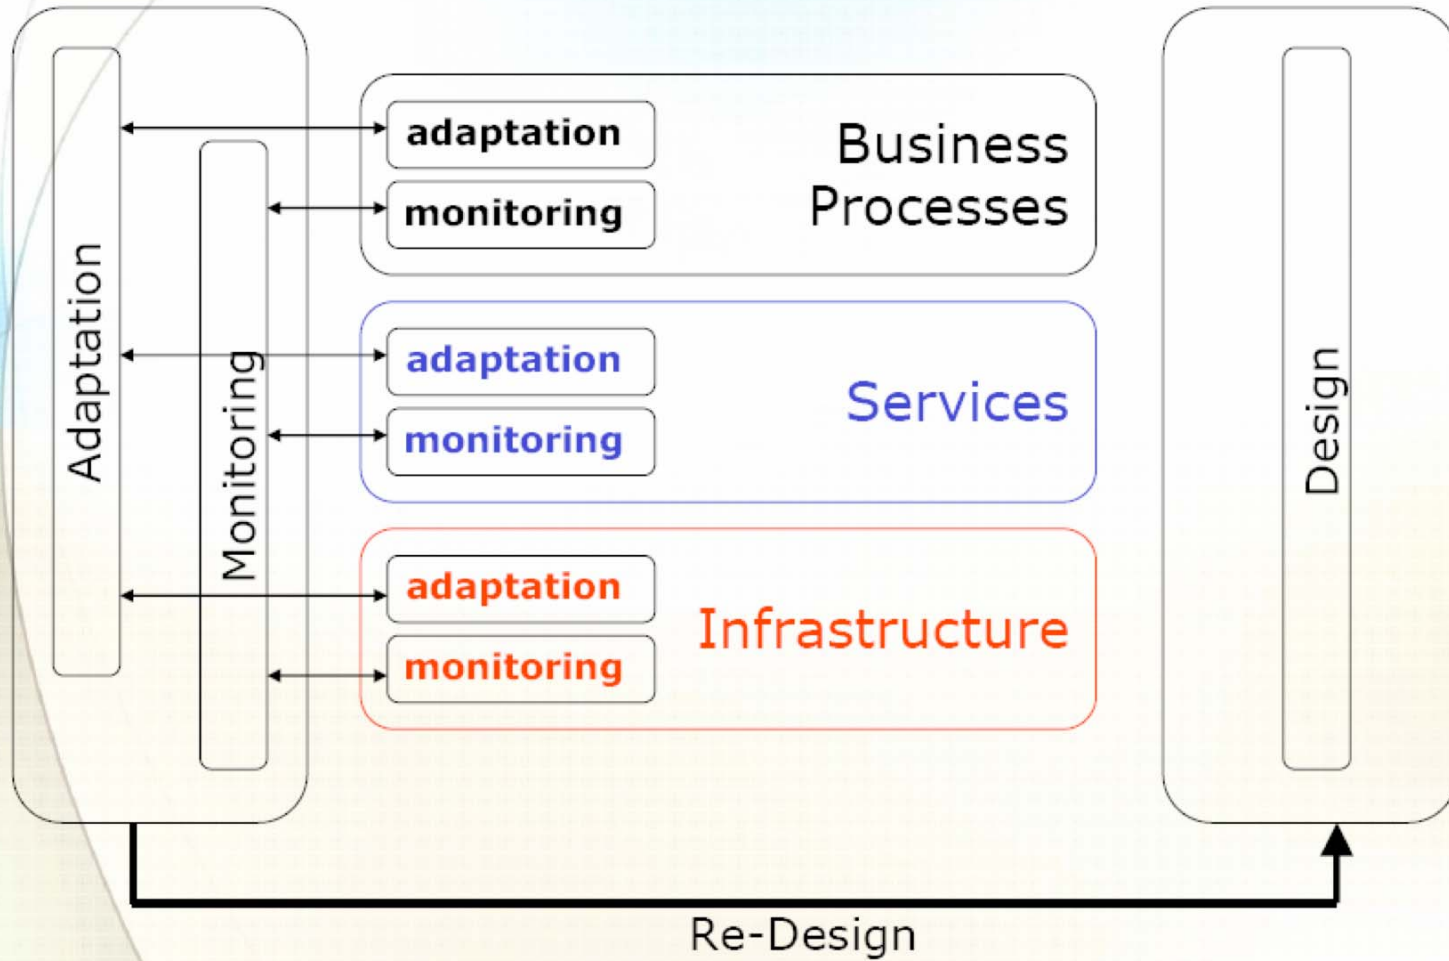 Adaptation
Monitoring
adaptation
monitoring
Business
Processes
adaptation
monitoring
Services
adaptation
monitoring
Infrastructure
Design
Re-Design